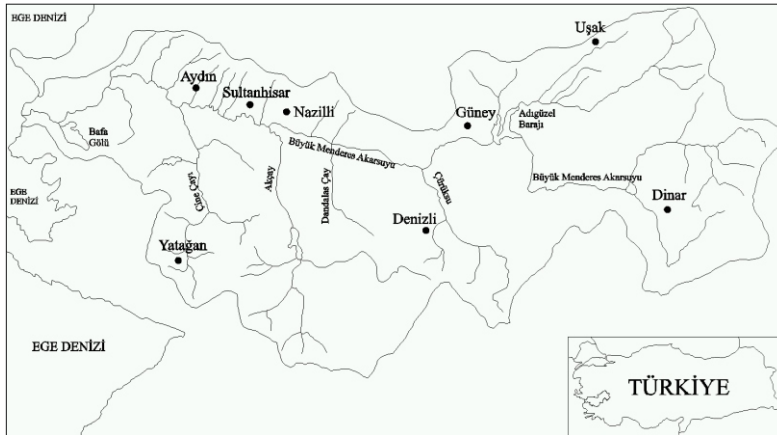 EGE DENİZİ
Uşak
Aydın
Sultanhisar
Nazilli
Güney
Adıgüzel
Barajı
Bafa
Gölü
Büyük Menderes Akarsuyu
Çine Çayı
Akçay
Dandalas Çay
Çürüksu
Büyük Menderes Akarsuyu
EGE
DENİZİ
Dinar
Denizli
Yatağan
EGE DENİZİ
TÜRKİYE